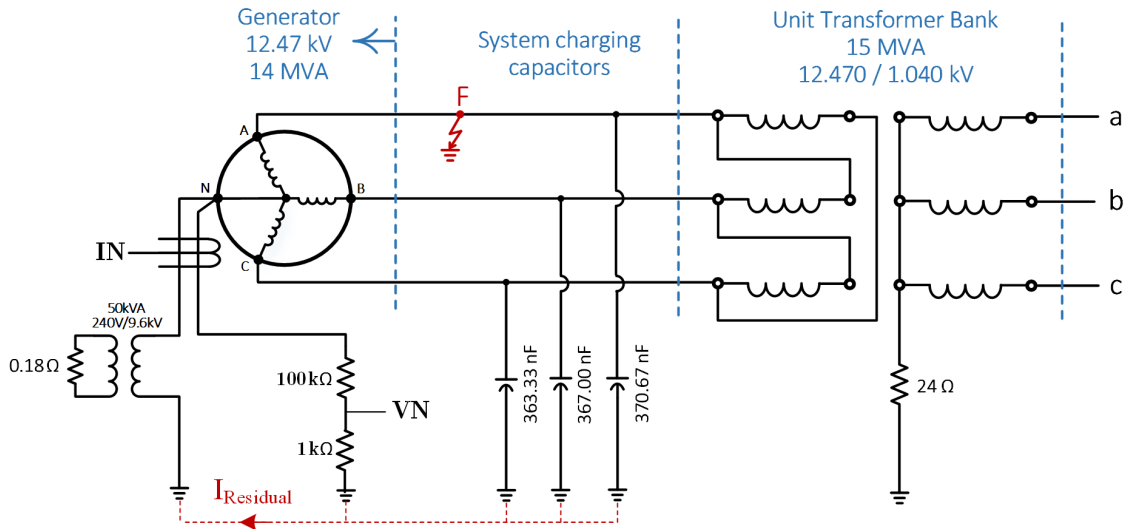 Generator
12.47 kV
14 MVA
System charging
capacitors
Unit Transformer Bank
15 MVA
12.470 / 1.040 kV
F
A
N
B
C
IN
a
b
c
50kVA
240V/9.6kV
0.18 Ω
100kΩ
VN
1kΩ
363.33 nF
367.00 nF
370.67 nF
24 Ω
IResidual